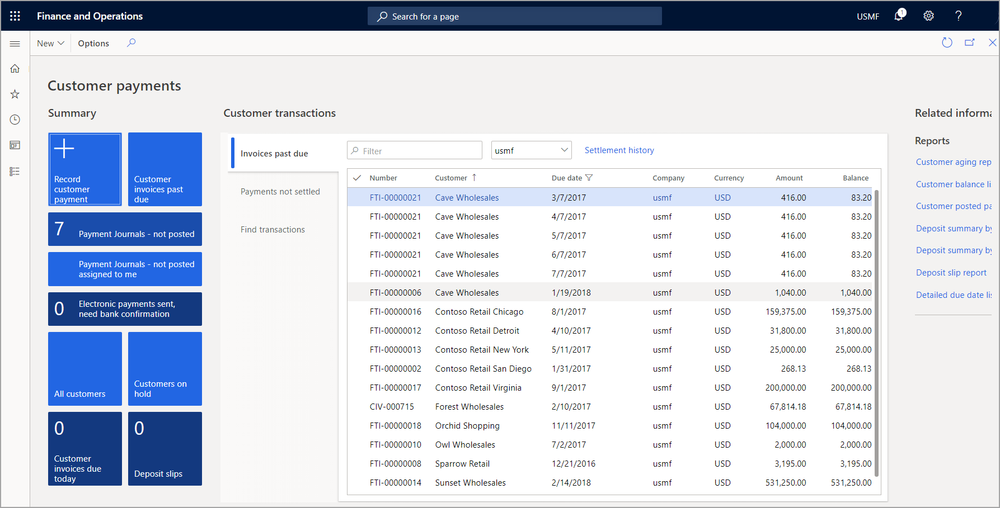 Finance and Operations
Search for a page
USMF
1
?
New
Options
Customer payments
Summary
Record
customer
payment
Customer
invoices past
due
7 Payment Journals - not posted
Payment Journals - not posted
assigned to me
0 Electronic payments sent,
need bank confirmation
All customers
Customers on
hold
0
Customer
invoices due
today
0
Deposit slips
Customer transactions
Invoices past due
Payments not settled
Find transactions
Filter
usmf
Settlement history
Number Customer Due date Company Currency Amount Balance
FTI-00000021 Cave Wholesales 3/7/2017 usmf USD 416.00 83.20
FTI-00000021 Cave Wholesales 4/7/2017 usmf USD 416.00 83.20
FTI-00000021 Cave Wholesales 5/7/2017 usmf USD 416.00 83.20
FTI-00000021 Cave Wholesales 6/7/2017 usmf USD 416.00 83.20
FTI-00000021 Cave Wholesales 7/7/2017 usmf USD 416.00 83.20
FTI-00000006 Cave Wholesales 1/19/2018 usmf USD 1,040.00 1,040.00
FTI-00000016 Contoso Retail Chicago 8/1/2017 usmf USD 159,375.00 159,375.00
FTI-00000012 Contoso Retail Detroit 4/10/2017 usmf USD 31,800.00 31,800.00
FTI-00000013 Contoso Retail New York 5/11/2017 usmf USD 25,000.00 25,000.00
FTI-00000002 Contoso Retail San Diego 1/31/2017 usmf USD 268.13 268.13
FTI-00000017 Contoso Retail Virginia 9/1/2017 usmf USD 200,000.00 200,000.00
CIV-000715 Forest Wholesales 2/10/2017 usmf USD 67,814.18 67,814.18
FTI-00000018 Orchid Shopping 11/11/2017 usmf USD 104,000.00 104,000.00
FTI-00000010 Owl Wholesales 7/2/2017 usmf USD 2,000.00 2,000.00
FTI-00000008 Sparrow Retail 12/21/2016 usmf USD 3,195.00 3,195.00
FTI-00000014 Sunset Wholesales 2/14/2018 usmf USD 531,250.00 531,250.00
Related informa
Reports
Customer aging rep
Customer balance li
Customer posted pa
Deposit summary by
Deposit summary by
Deposit slip report
Detailed due date lis